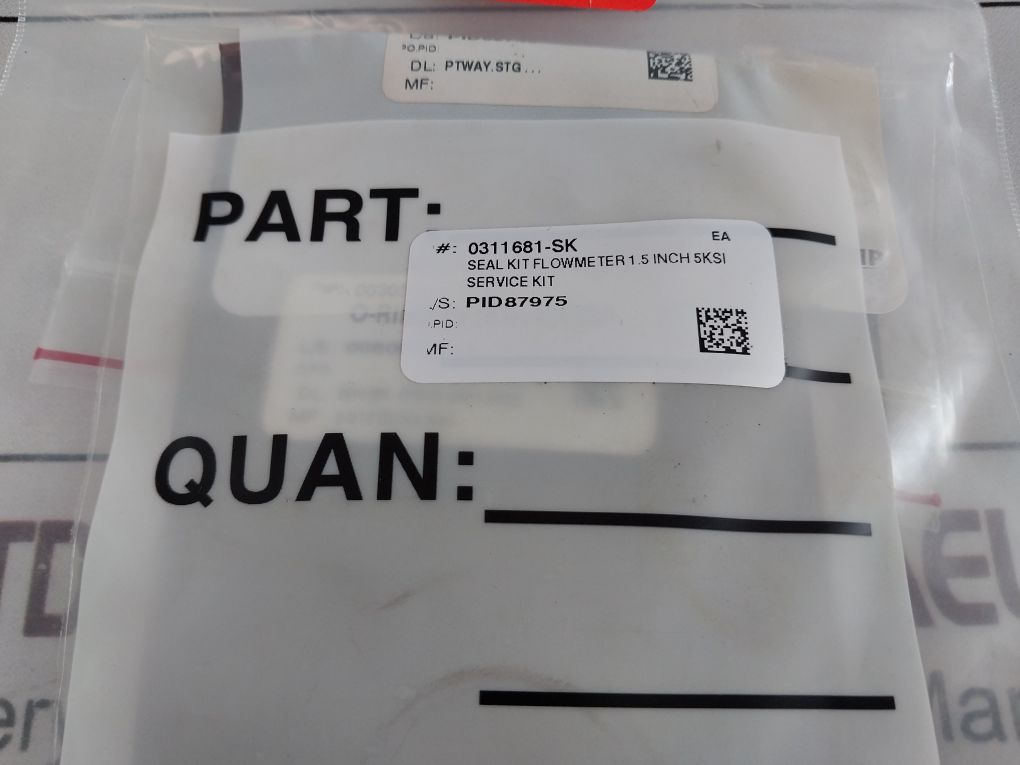 PO.PID:
DL: PTWAY.STG...
MF:
PART:
#: 0311681-SK EA
SEAL KIT FLOWMETER 1.5 INCH 5KSI
SERVICE KIT
/S: PID87975
.PID:
MF:
QUAN: